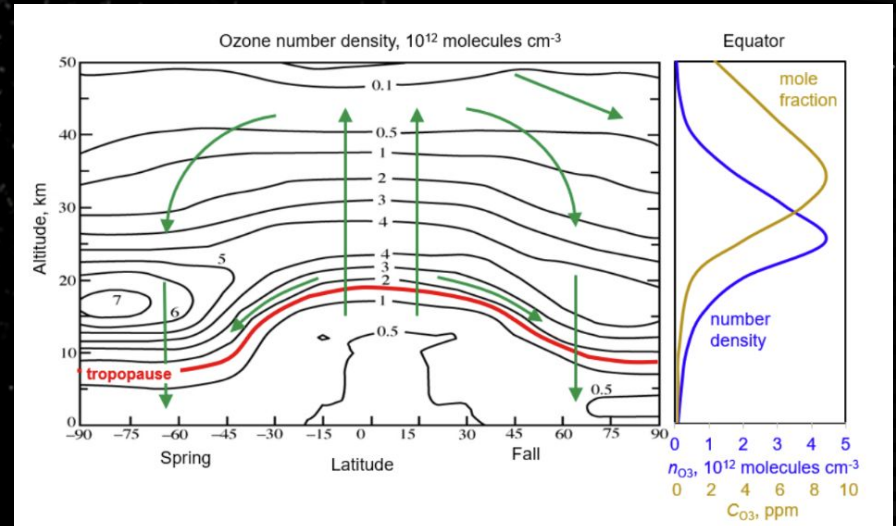 Ozone number density, 10¹² molecules cm⁻³
Equator
50
40
30
20
10
0
Altitude, km
0.1
0.5
1
2
3
4
5
4
3
2
1
7
6
0.5
0.5
tropopause
−90 −75 −60 −45 −30 −15 0 15 30 45 60 75 90
Spring
Latitude
Fall
mole
fraction
number
density
0 1 2 3 4 5
nO3, 10¹² molecules cm⁻³
0 2 4 6 8 10
CO3, ppm